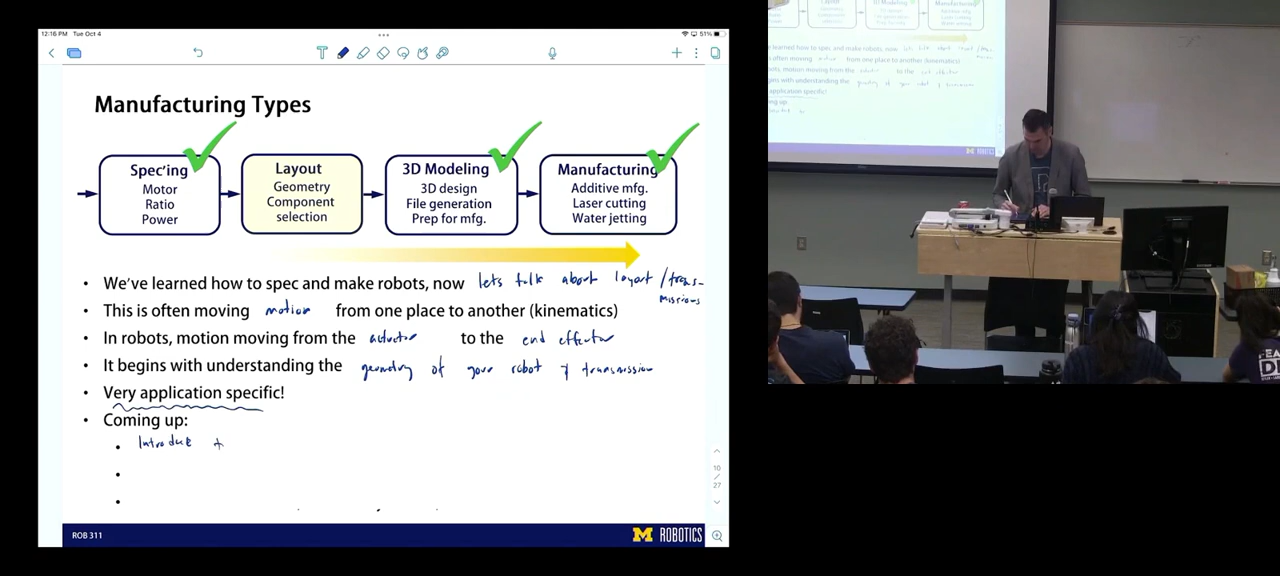 12:16 PM Tue Oct 4
51%
Manufacturing Types
Spec'ing
Motor
Ratio
Power
Layout
Geometry
Component
selection
3D Modeling
3D design
File generation
Prep for mfg.
Manufacturing
Additive mfg.
Laser cutting
Water jetting
• We've learned how to spec and make robots, now lets talk about layout / trans-
missions
• This is often moving motion from one place to another (kinematics)
• In robots, motion moving from the actuator to the end effector
• It begins with understanding the geometry of your robot & transmission
• Very application specific!
• Coming up:
• Introduce
10
/
27
ROB 311
M ROBOTICS